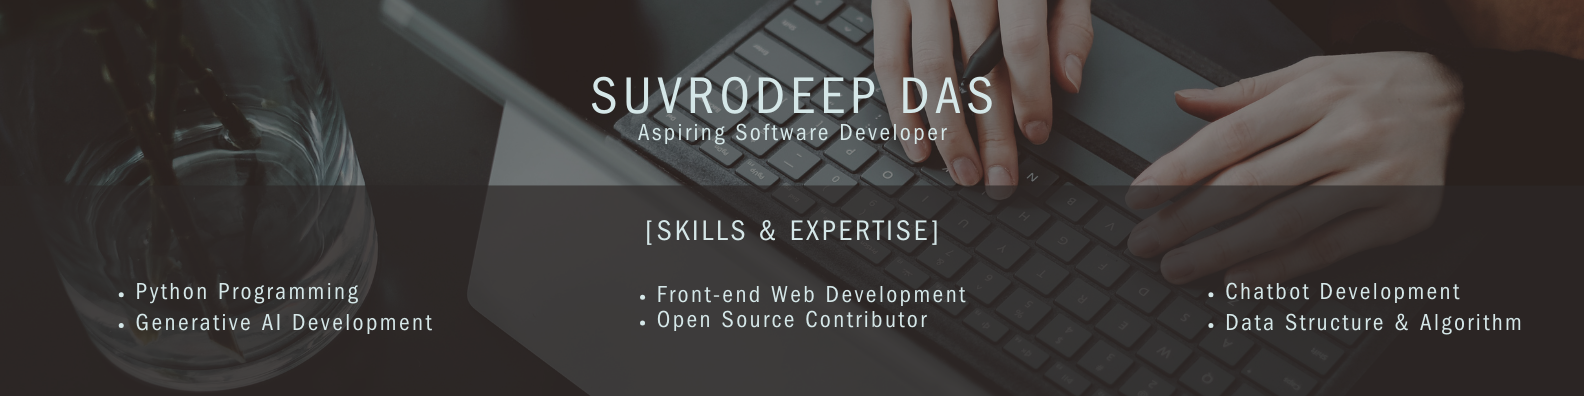 SUVRODEEP DAS
Aspiring Software Developer
[SKILLS & EXPERTISE]
• Python Programming
• Generative AI Development
• Front-end Web Development
• Open Source Contributor
• Chatbot Development
• Data Structure & Algorithm